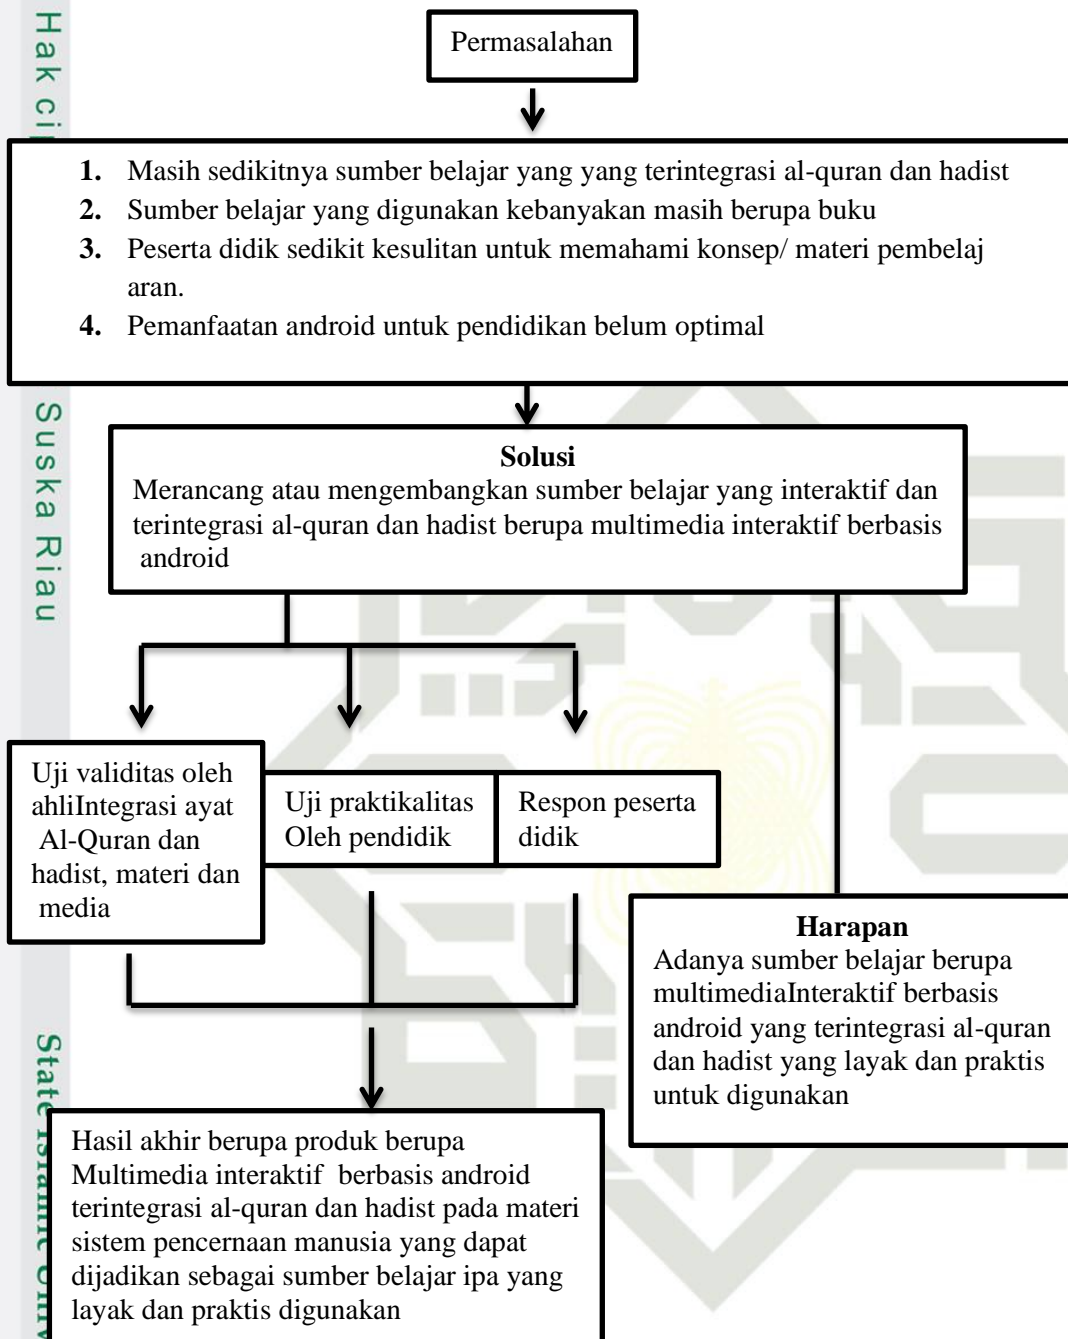 Hak cip
Suska Riau
State Islamic Univ
Permasalahan
1. Masih sedikitnya sumber belajar yang yang terintegrasi al-quran dan hadist
2. Sumber belajar yang digunakan kebanyakan masih berupa buku
3. Peserta didik sedikit kesulitan untuk memahami konsep/ materi pembelaj
aran.
4. Pemanfaatan android untuk pendidikan belum optimal
Solusi
Merancang atau mengembangkan sumber belajar yang interaktif dan
terintegrasi al-quran dan hadist berupa multimedia interaktif berbasis
android
Uji validitas oleh
ahliIntegrasi ayat
Al-Quran dan
hadist, materi dan
media
Uji praktikalitas
Oleh pendidik
Respon peserta
didik
Harapan
Adanya sumber belajar berupa
multimediaInteraktif berbasis
android yang terintegrasi al-quran
dan hadist yang layak dan praktis
untuk digunakan
Hasil akhir berupa produk berupa
Multimedia interaktif  berbasis android
terintegrasi al-quran dan hadist pada materi
sistem pencernaan manusia yang dapat
dijadikan sebagai sumber belajar ipa yang
layak dan praktis digunakan